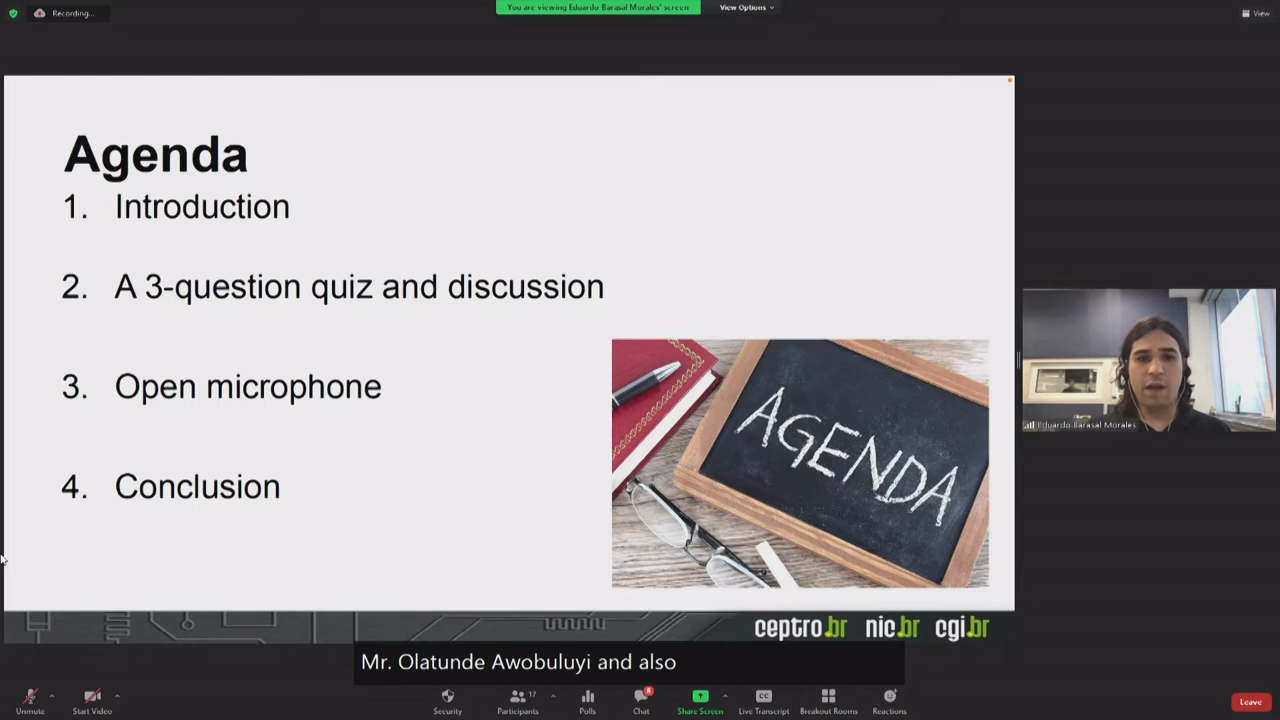 Recording...
You are viewing Eduardo Barasal Morales' screen
View Options
View
Agenda
1. Introduction
2. A 3-question quiz and discussion
3. Open microphone
4. Conclusion
AGENDA
Eduardo Barasal Morales
ceptro.br nic.br cgi.br
Mr. Olatunde Awobuluyi and also
17
8
Unmute
Start Video
Security
Participants
Polls
Chat
Share Screen
CC
Live Transcript
Breakout Rooms
Reactions
Leave